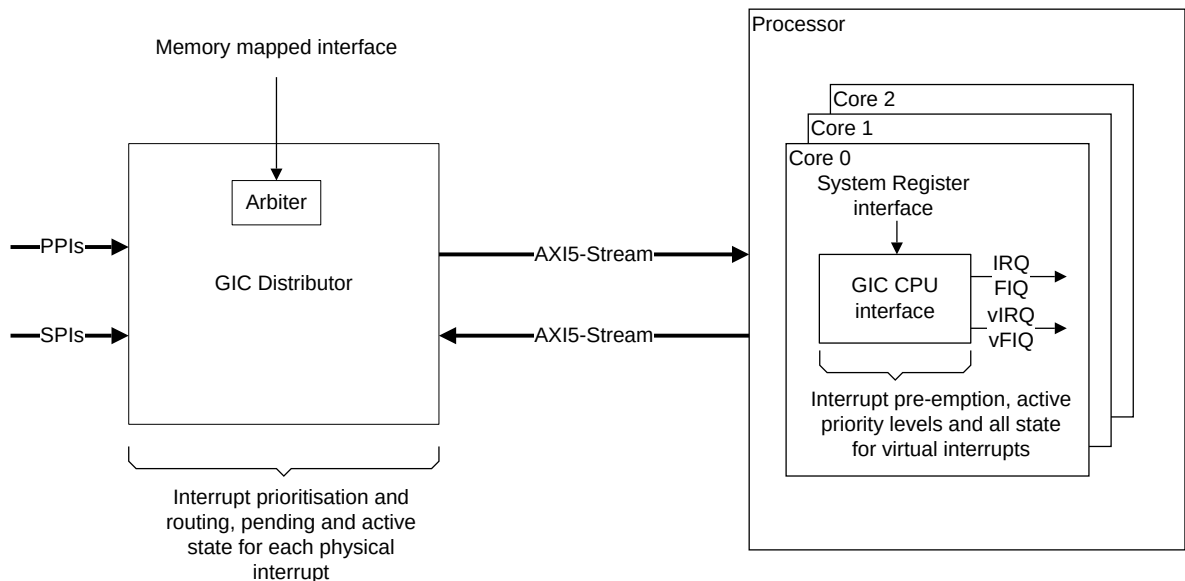 Processor
Memory mapped interface
Core 2
Core 1
Core 0
System Register
interface
Arbiter
PPIs
AXI5-Stream
GIC Distributor
IRQ
FIQ
GIC CPU
interface
vIRQ
vFIQ
SPIs
AXI5-Stream
Interrupt pre-emption, active
priority levels and all state
for virtual interrupts
Interrupt prioritisation and
routing, pending and active
state for each physical
interrupt